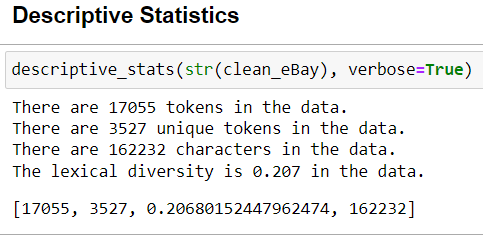 Descriptive Statistics
descriptive_stats(str(clean_eBay), verbose=True)
There are 17055 tokens in the data.
There are 3527 unique tokens in the data.
There are 162232 characters in the data.
The lexical diversity is 0.207 in the data.
[17055, 3527, 0.20680152447962474, 162232]